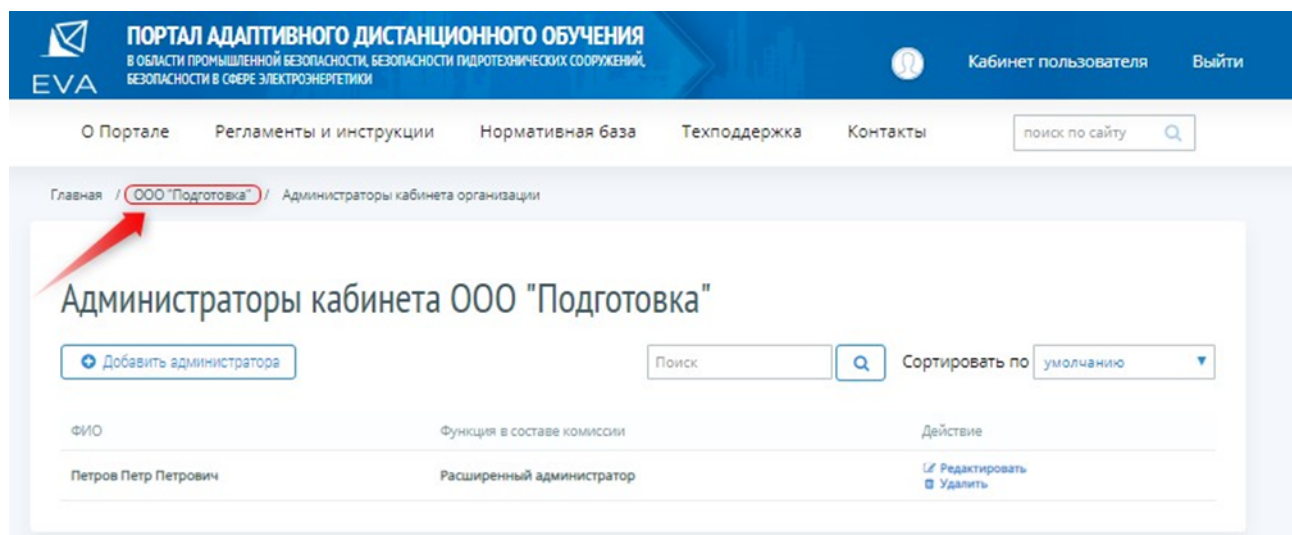 EVA
ПОРТАЛ АДАПТИВНОГО ДИСТАНЦИОННОГО ОБУЧЕНИЯ
В ОБЛАСТИ ПРОМЫШЛЕННОЙ БЕЗОПАСНОСТИ, БЕЗОПАСНОСТИ ГИДРОТЕХНИЧЕСКИХ СООРУЖЕНИЙ,
БЕЗОПАСНОСТИ В СФЕРЕ ЭЛЕКТРОЭНЕРГЕТИКИ
Кабинет пользователя Выйти
О Портале Регламенты и инструкции Нормативная база Техподдержка Контакты поиск по сайту
Главная / ООО "Подготовка" / Администраторы кабинета организации
Администраторы кабинета ООО "Подготовка"
Добавить администратора Поиск Сортировать по умолчанию
ФИО Функция в составе комиссии Действие
Петров Петр Петрович Расширенный администратор Редактировать
Удалить